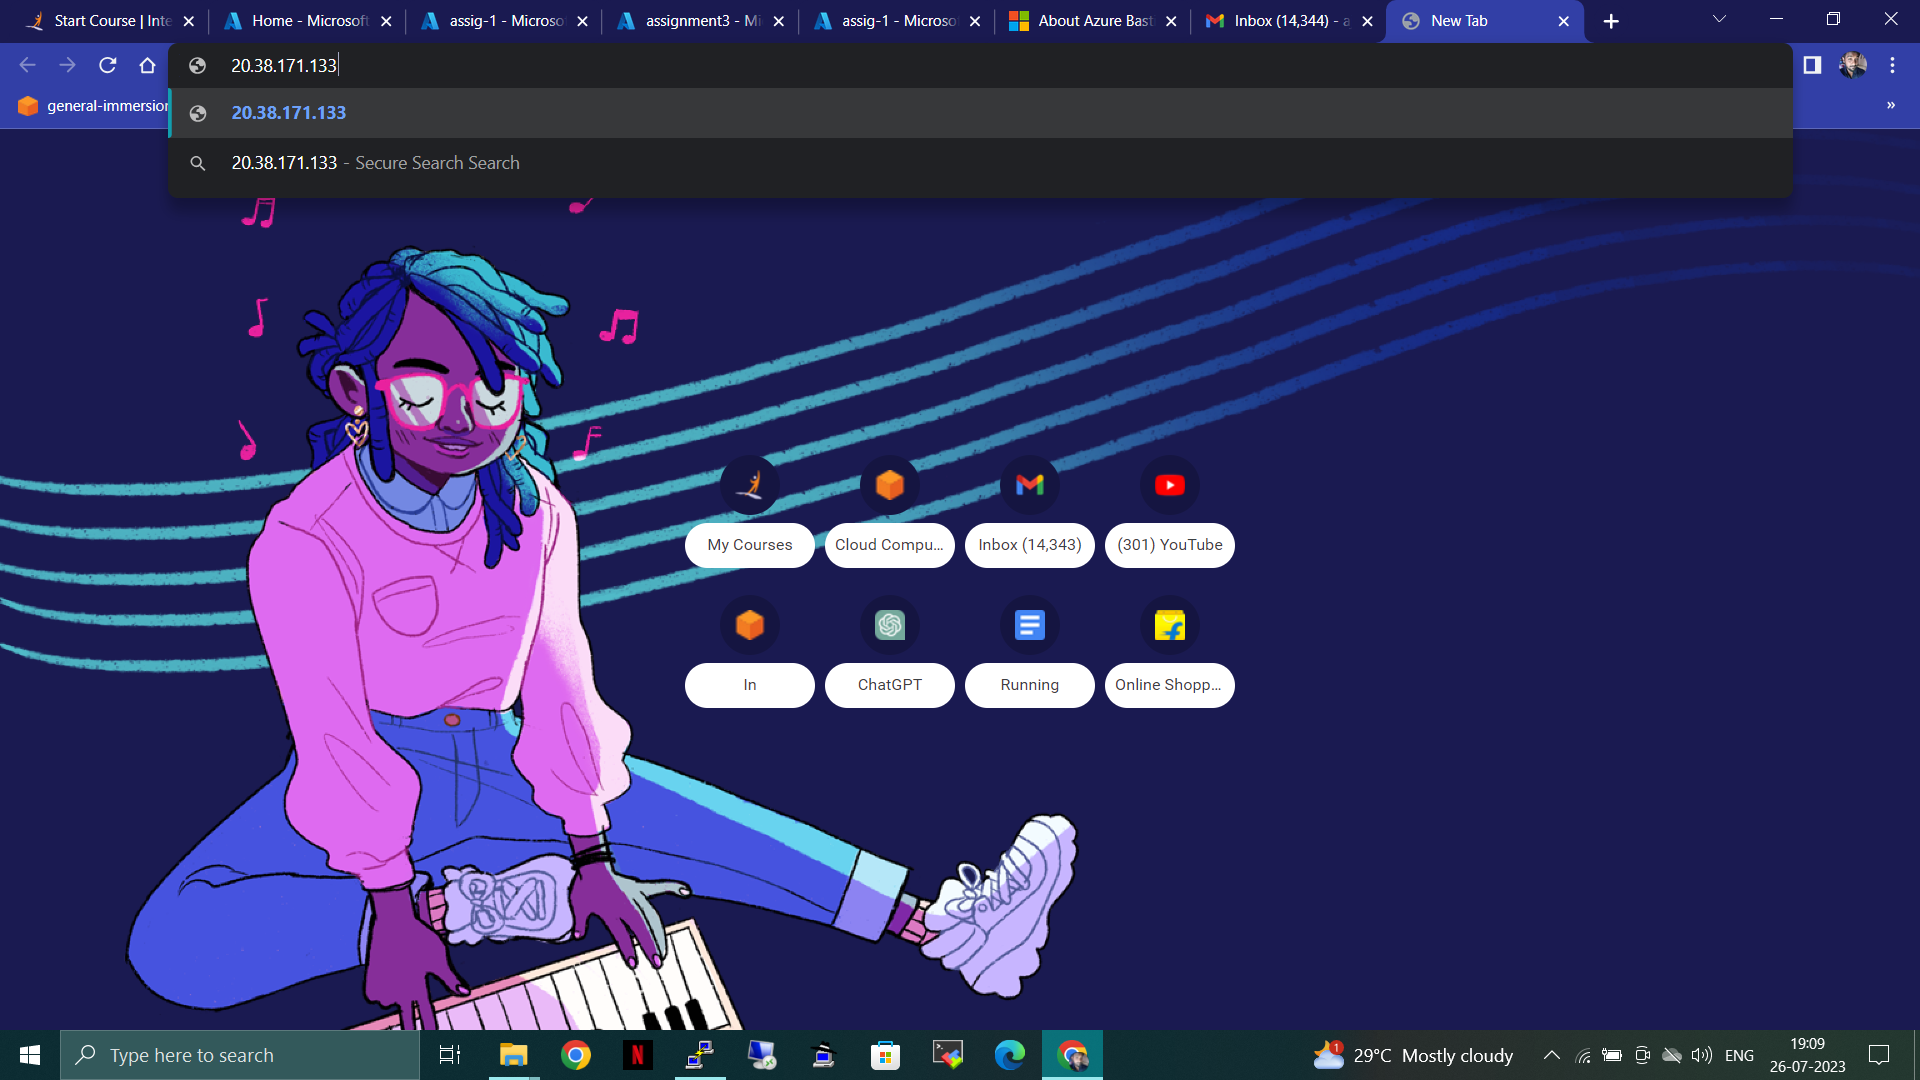 Start Course | Inte
Home - Microsoft
assig-1 - Microso
assignment3 - Mi
assig-1 - Microso
About Azure Bast
Inbox (14,344) - a
New Tab
20.38.171.133
general-immersion
»
20.38.171.133
20.38.171.133 - Secure Search Search
My Courses
Cloud Compu...
Inbox (14,343)
(301) YouTube
In
ChatGPT
Running
Online Shopp...
Type here to search
N
1
29°C Mostly cloudy
ENG
19:09
26-07-2023